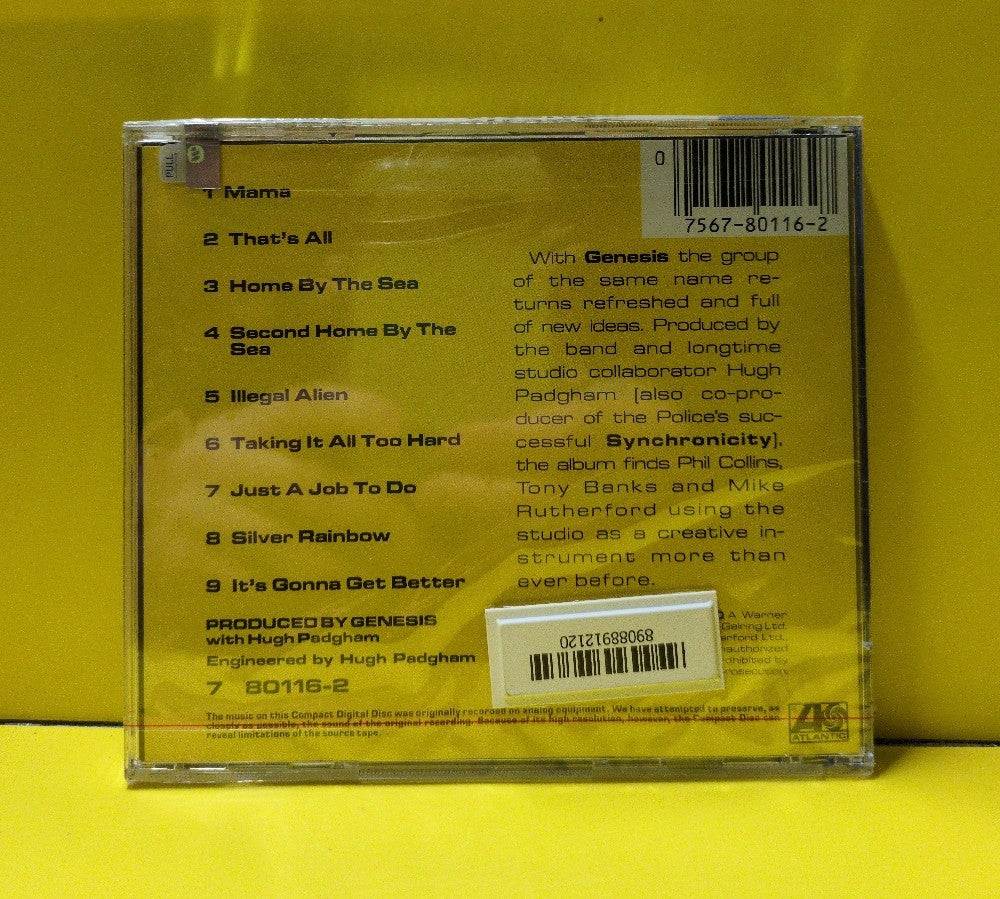 PULL
1 Mama
2 That's All
3 Home By The Sea
4 Second Home By The
Sea
5 Illegal Alien
6 Taking It All Too Hard
7 Just A Job To Do
8 Silver Rainbow
9 It's Gonna Get Better
PRODUCED BY GENESIS
with Hugh Padgham
Engineered by Hugh Padgham
7 80116-2
0
7567-80116-2
With Genesis the group
of the same name re-
turns refreshed and full
of new ideas. Produced by
the band and longtime
studio collaborator Hugh
Padgham [also co-pro-
ducer of the Police's suc-
cessful Synchronicity],
the album finds Phil Collins,
Tony Banks and Mike
Rutherford using the
studio as a creative in-
strument more than
ever before.
890888912120
A Warner
Gelring Ltd.
The music on this Compact Digital Disc was originally recorded on analog equipment. We have attempted to preserve, as
closely as possible, the sound of the original recording. Because of its high resolution, however, the Compact Disc can
reveal limitations of the source tape.
ATLANTIC